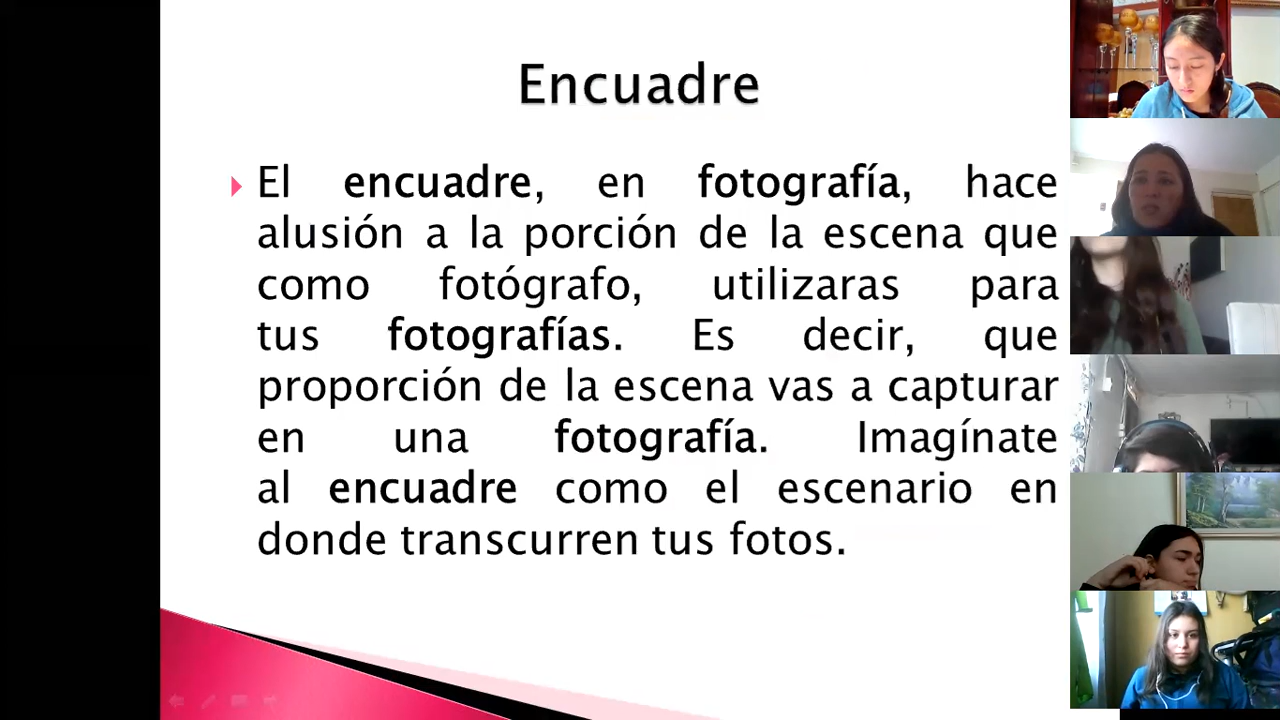 Encuadre
El encuadre, en fotografía, hace
alusión a la porción de la escena que
como fotógrafo, utilizaras para
tus fotografías. Es decir, que
proporción de la escena vas a capturar
en una fotografía. Imagínate
al encuadre como el escenario en
donde transcurren tus fotos.